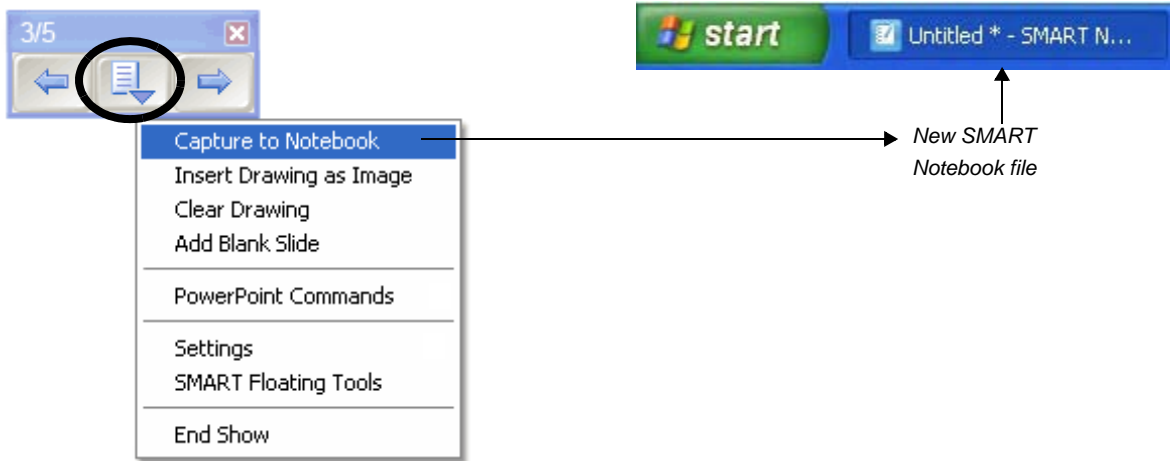 3/5
start
Untitled * - SMART N...
Capture to Notebook
Insert Drawing as Image
Clear Drawing
Add Blank Slide
PowerPoint Commands
Settings
SMART Floating Tools
End Show
New SMART
Notebook file